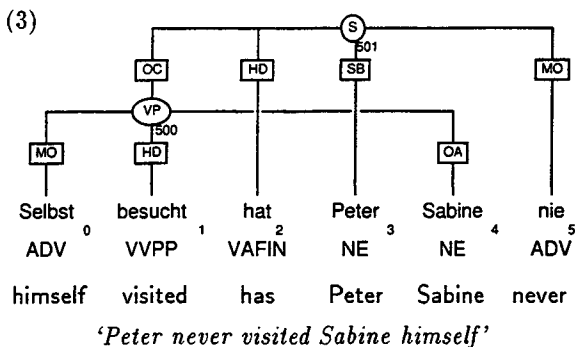 (3)
S
501
OC HD SB MO
VP
500
MO HD OA
Selbst besucht hat Peter Sabine nie
0 1 2 3 4 5
ADV VVPP VAFIN NE NE ADV
himself visited has Peter Sabine never
'Peter never visited Sabine himself'